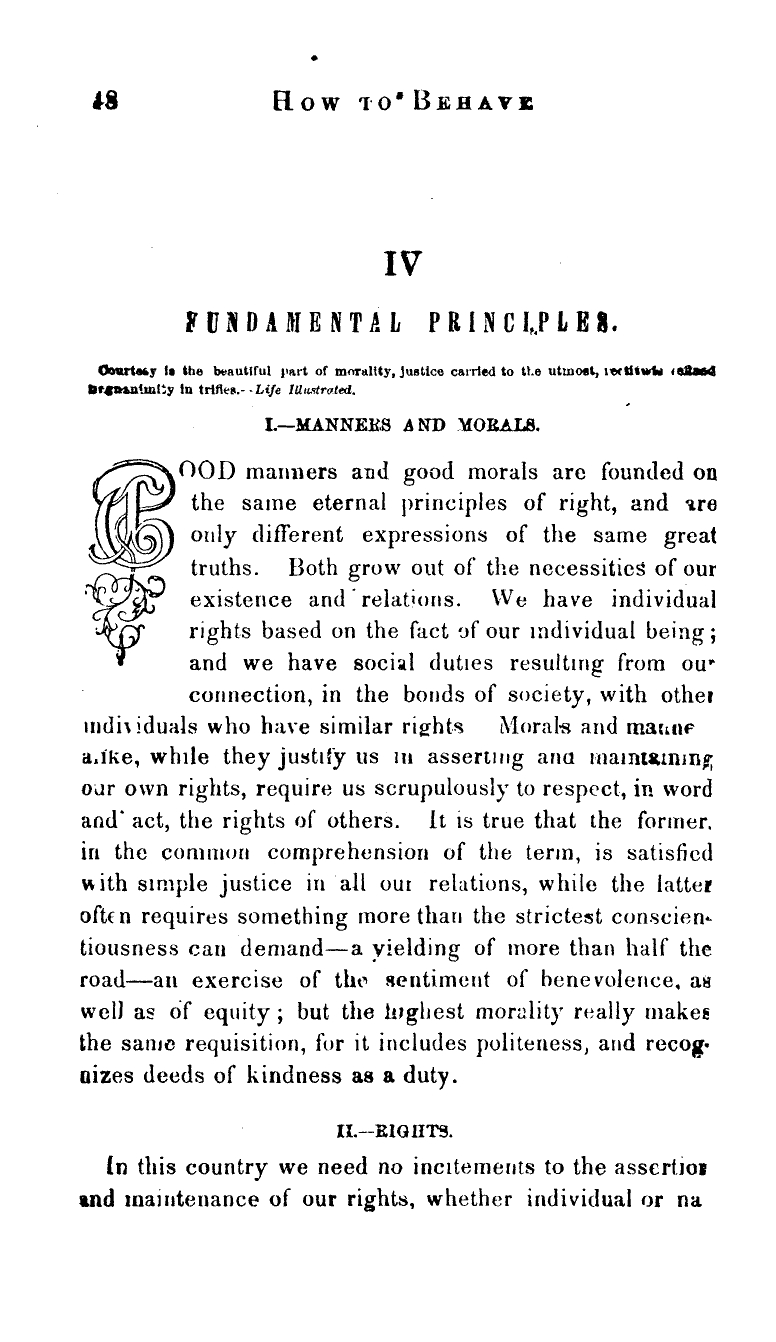 48 How to Behave
IV
FUNDAMENTAL PRINCIPLES.
Courtesy is the beautiful part of morality, justice carried to the utmost, rectitude refined
magnanimity in trifles.--Life Illustrated.
I.—MANNERS AND MORALS.
GOOD manners and good morals are founded on
the same eternal principles of right, and are
only different expressions of the same great
truths. Both grow out of the necessities of our
existence and relations. We have individual
rights based on the fact of our individual being;
and we have social duties resulting from our
connection, in the bonds of society, with other
individuals who have similar rights Morals and manne
alike, while they justify us in asserting and maintaining
our own rights, require us scrupulously to respect, in word
and act, the rights of others. It is true that the former,
in the common comprehension of the term, is satisfied
with simple justice in all our relations, while the latter
often requires something more than the strictest conscien-
tiousness can demand—a yielding of more than half the
road—an exercise of the sentiment of benevolence, as
well as of equity; but the highest morality really makes
the same requisition, for it includes politeness, and recog-
nizes deeds of kindness as a duty.
II.—RIGHTS.
In this country we need no incitements to the assertion
and maintenance of our rights, whether individual or na